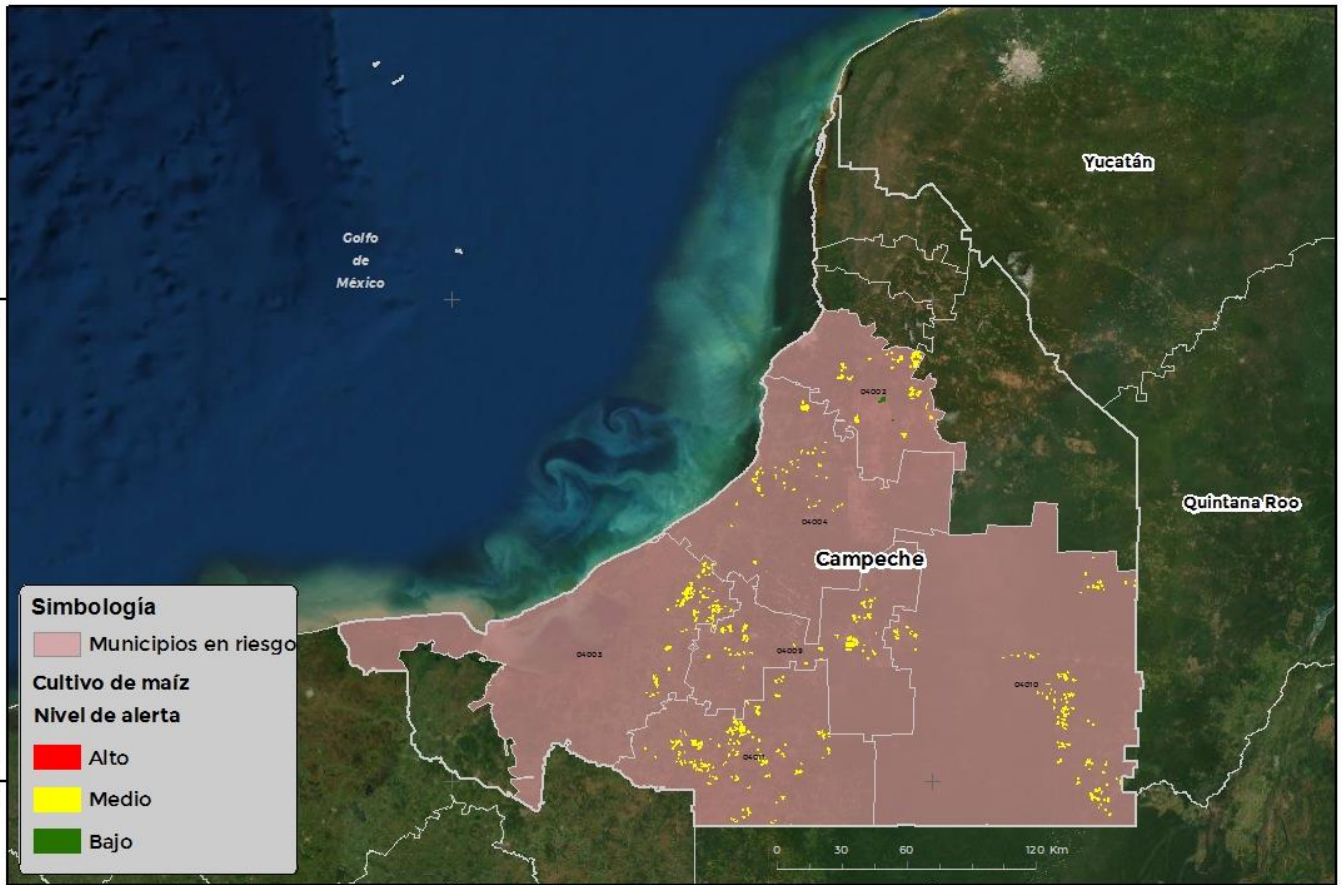 Yucatán
Golfo
de
México
04002
Quintana Roo
04004
Campeche
04003
04009
04010
04011
Simbología
Municipios en riesgo
Cultivo de maíz
Nivel de alerta
Alto
Medio
Bajo
0 30 60 120 Km